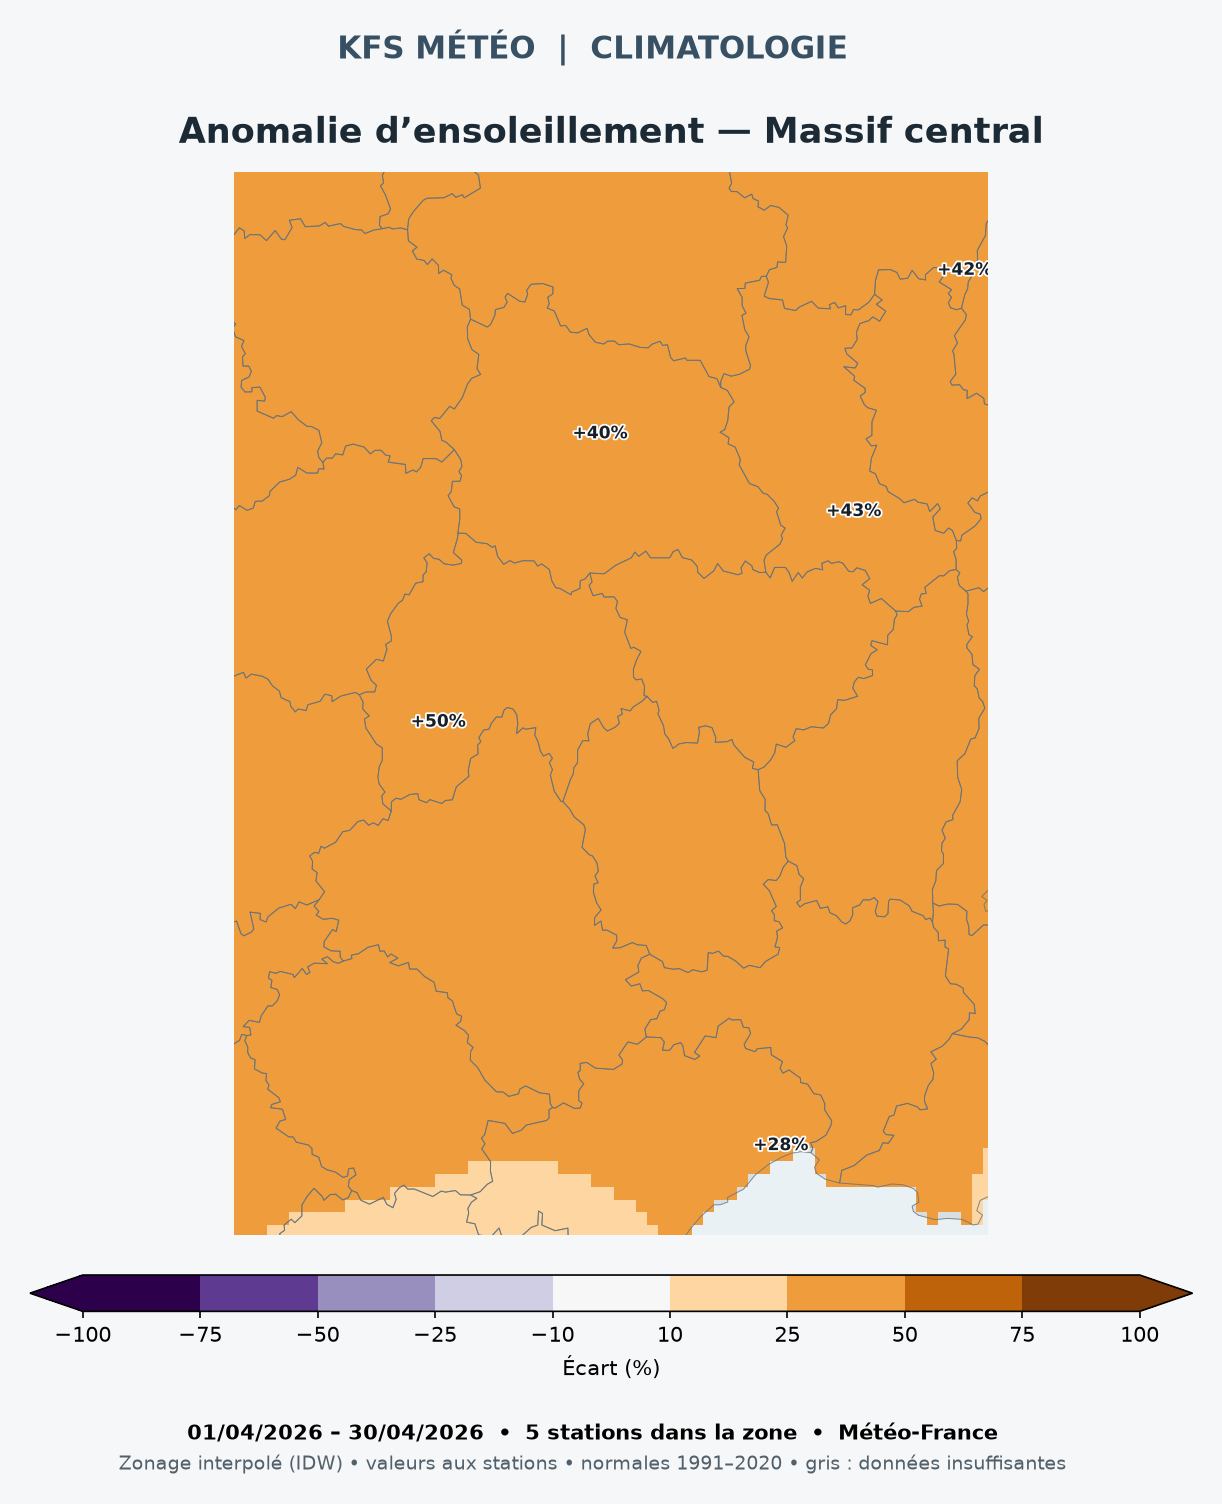 KFS MÉTÉO | CLIMATOLOGIE
Anomalie d’ensoleillement — Massif central
+42%
+40%
+43%
+50%
+28%
−100 −75 −50 −25 −10 10 25 50 75 100
Écart (%)
01/04/2026 – 30/04/2026 • 5 stations dans la zone • Météo-France
Zonage interpolé (IDW) • valeurs aux stations • normales 1991–2020 • gris : données insuffisantes